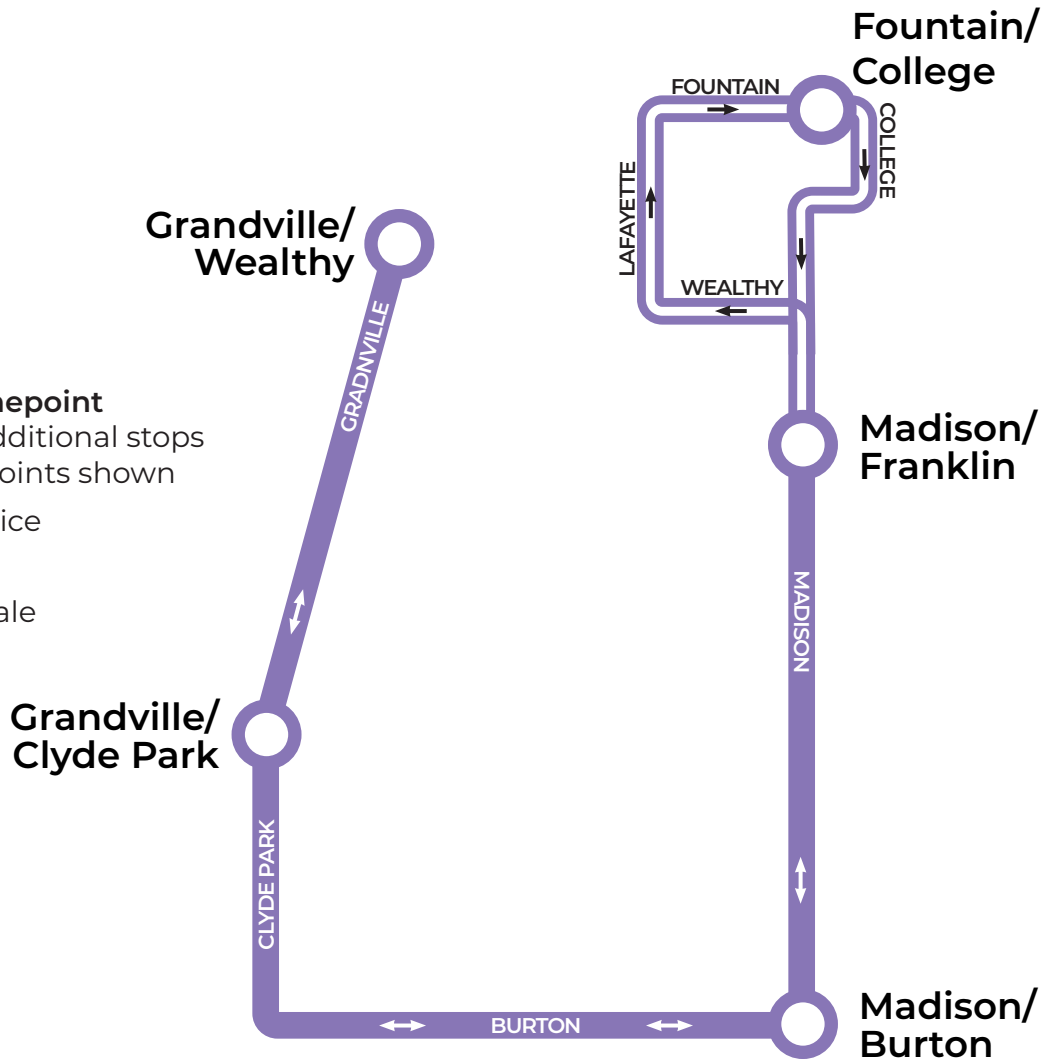 Fountain/
College
FOUNTAIN
COLLEGE
LAFAYETTE
WEALTHY
Grandville/
Wealthy
GRADNVILLE
nepoint
dditional stops
oints shown
ice
ale
Madison/
Franklin
MADISON
Grandville/
Clyde Park
CLYDE PARK
BURTON
Madison/
Burton